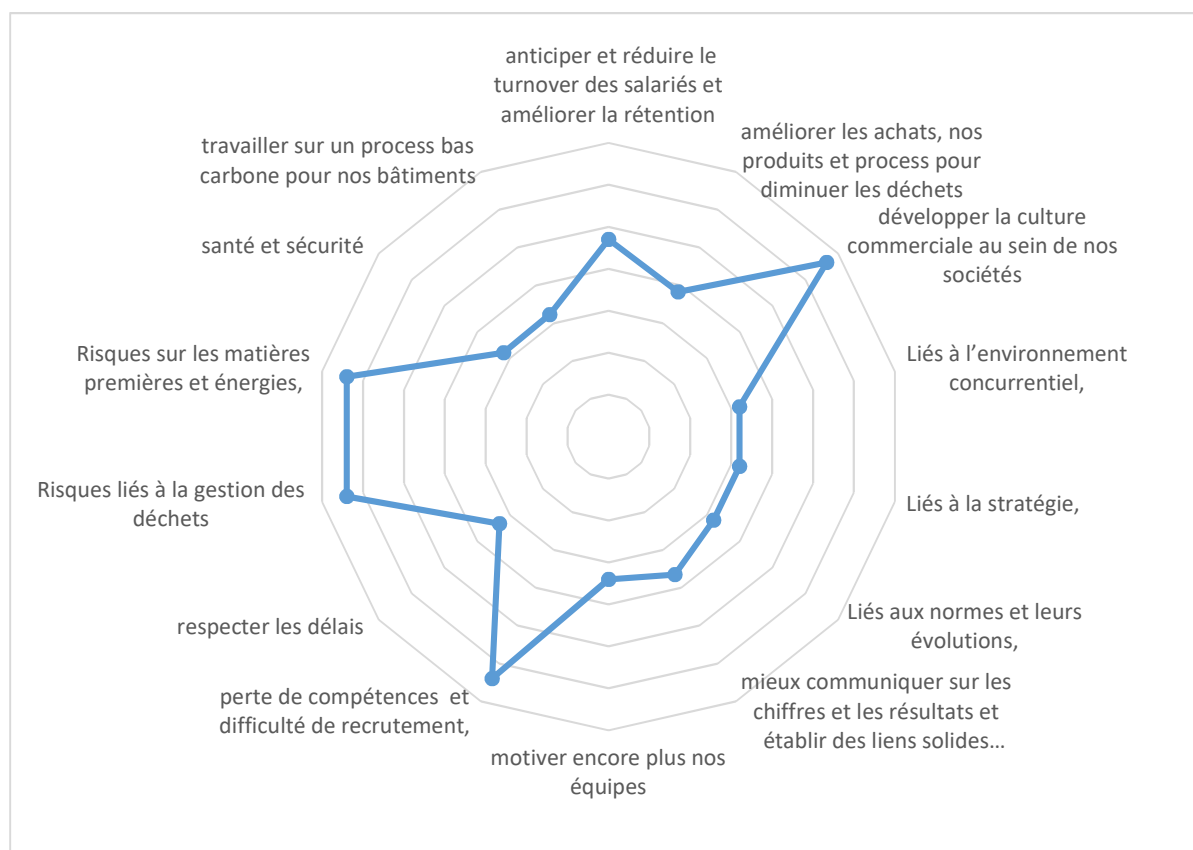 anticiper et réduire le
turnover des salariés et
améliorer la rétention
améliorer les achats, nos
produits et process pour
diminuer les déchets
développer la culture
commerciale au sein de nos
sociétés
Liés à l’environnement
concurrentiel,
Liés à la stratégie,
Liés aux normes et leurs
évolutions,
mieux communiquer sur les
chiffres et les résultats et
établir des liens solides…
motiver encore plus nos
équipes
perte de compétences  et
difficulté de recrutement,
respecter les délais
Risques liés à la gestion des
déchets
Risques sur les matières
premières et énergies,
santé et sécurité
travailler sur un process bas
carbone pour nos bâtiments